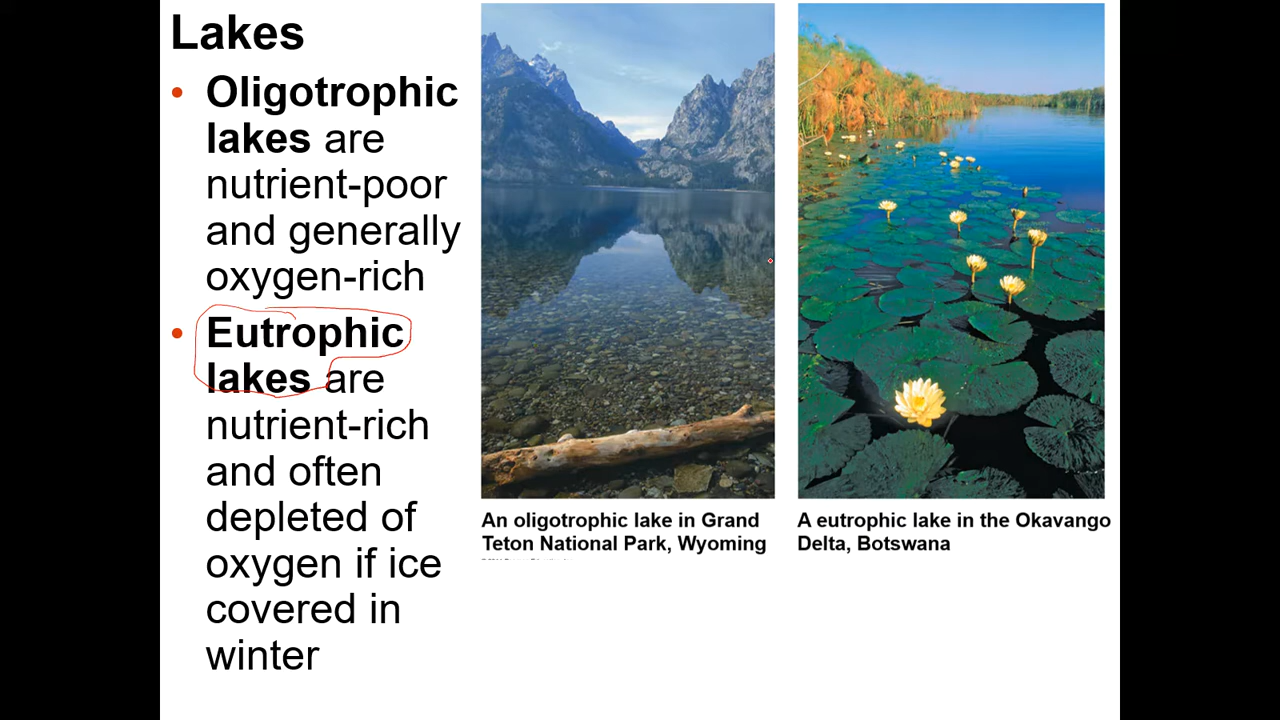 Lakes
• Oligotrophic
lakes are
nutrient-poor
and generally
oxygen-rich
• Eutrophic
lakes are
nutrient-rich
and often
depleted of
oxygen if ice
covered in
winter
An oligotrophic lake in Grand
Teton National Park, Wyoming
A eutrophic lake in the Okavango
Delta, Botswana